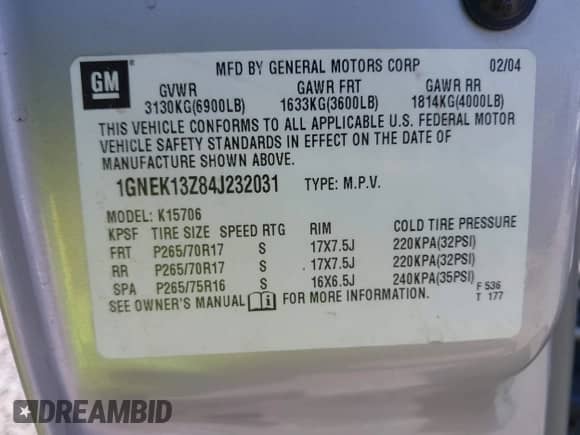 GM
MFD BY GENERAL MOTORS CORP 02/04
GVWR GAWR FRT GAWR RR
3130KG(6900LB) 1633KG(3600LB) 1814KG(4000LB)
THIS VEHICLE CONFORMS TO ALL APPLICABLE U.S. FEDERAL MOTOR
VEHICLE SAFETY STANDARDS IN EFFECT ON THE DATE OF
MANUFACTURE SHOWN ABOVE.
1GNEK13Z84J232031 TYPE: M.P.V.
MODEL: K15706
KPSF TIRE SIZE SPEED RTG RIM COLD TIRE PRESSURE
FRT P265/70R17 S 17X7.5J 220KPA(32PSI)
RR P265/70R17 S 17X7.5J 220KPA(32PSI)
SPA P265/75R16 S 16X6.5J 240KPA(35PSI)
SEE OWNER'S MANUAL FOR MORE INFORMATION.
F 536
T 177
DREAMBID